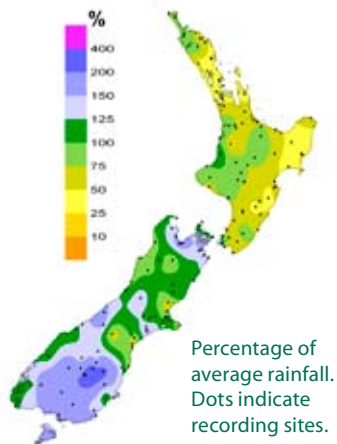 %
400
200
150
125
100
75
50
25
10
Percentage of
average rainfall.
Dots indicate
recording sites.